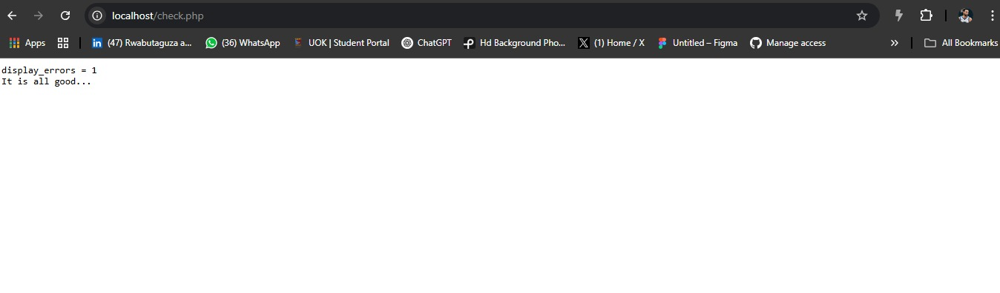 localhost/check.php
Apps (47) Rwabutaguza a... (36) WhatsApp UOK | Student Portal ChatGPT Hd Background Pho... (1) Home / X Untitled – Figma Manage access All Bookmarks
display_errors = 1
It is all good...